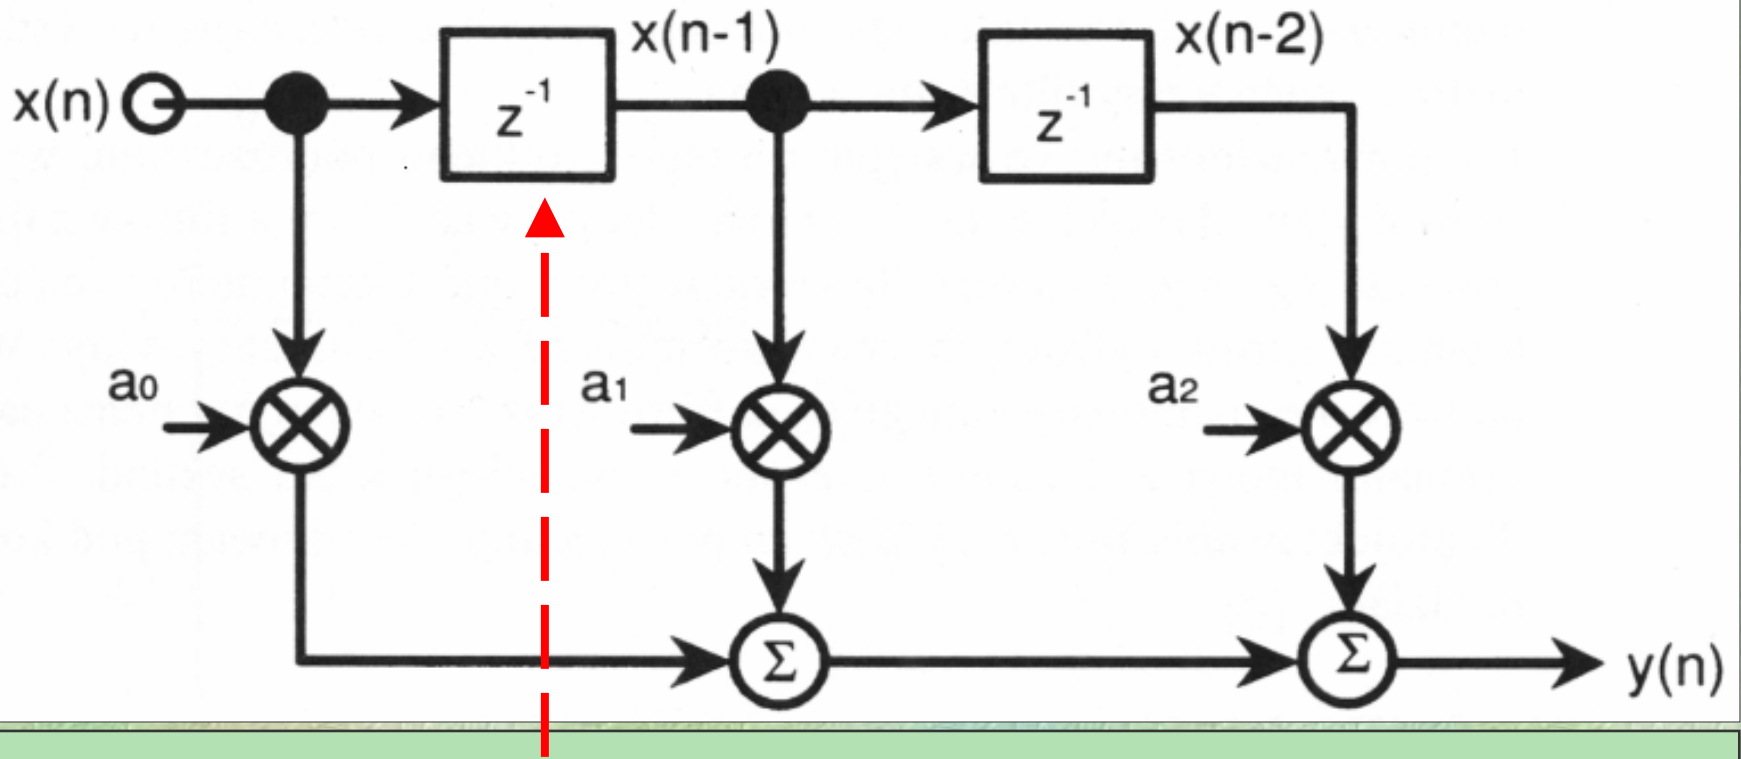 x(n)
z⁻¹
x(n-1)
z⁻¹
x(n-2)
a₀
a₁
a₂
Σ
Σ
y(n)